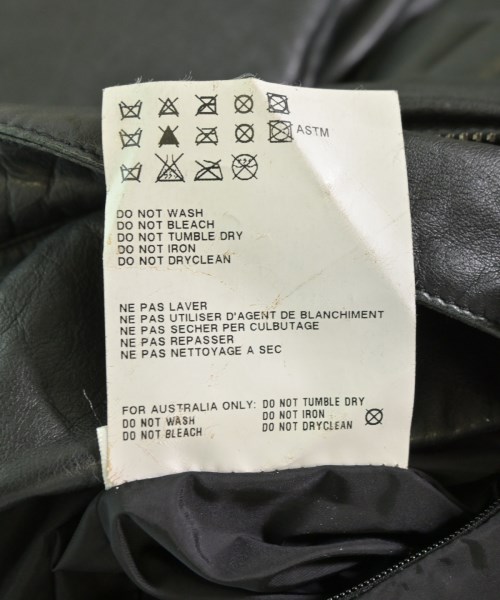 ASTM
DO NOT WASH
DO NOT BLEACH
DO NOT TUMBLE DRY
DO NOT IRON
DO NOT DRYCLEAN
NE PAS LAVER
NE PAS UTILISER D'AGENT DE BLANCHIMENT
NE PAS SECHER PER CULBUTAGE
NE PAS REPASSER
NE PAS NETTOYAGE A SEC
FOR AUSTRALIA ONLY: DO NOT TUMBLE DRY
DO NOT WASH DO NOT IRON
DO NOT BLEACH DO NOT DRYCLEAN